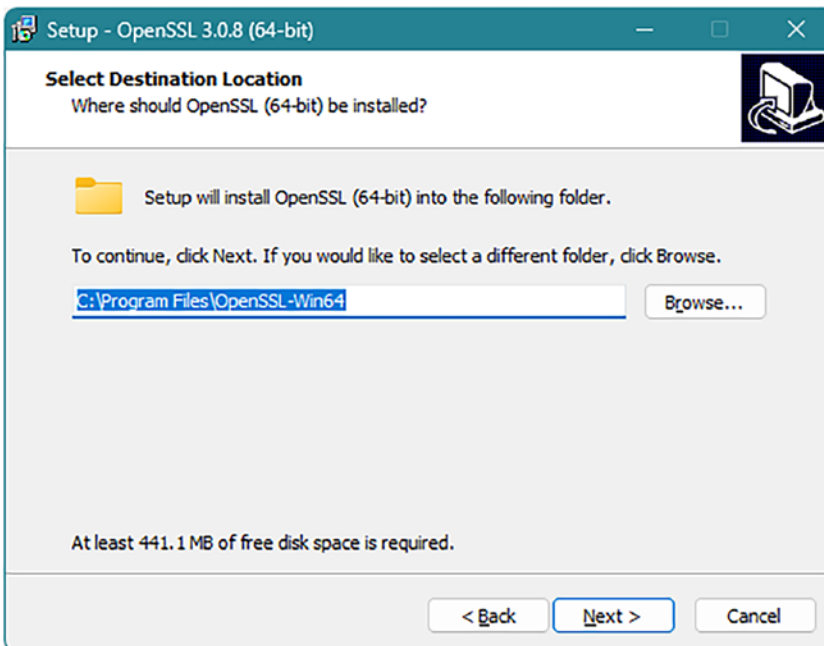 Setup - OpenSSL 3.0.8 (64-bit)
Select Destination Location
Where should OpenSSL (64-bit) be installed?
Setup will install OpenSSL (64-bit) into the following folder.
To continue, click Next. If you would like to select a different folder, click Browse.
C:\Program Files\OpenSSL-Win64
Browse...
At least 441.1 MB of free disk space is required.
< Back
Next >
Cancel